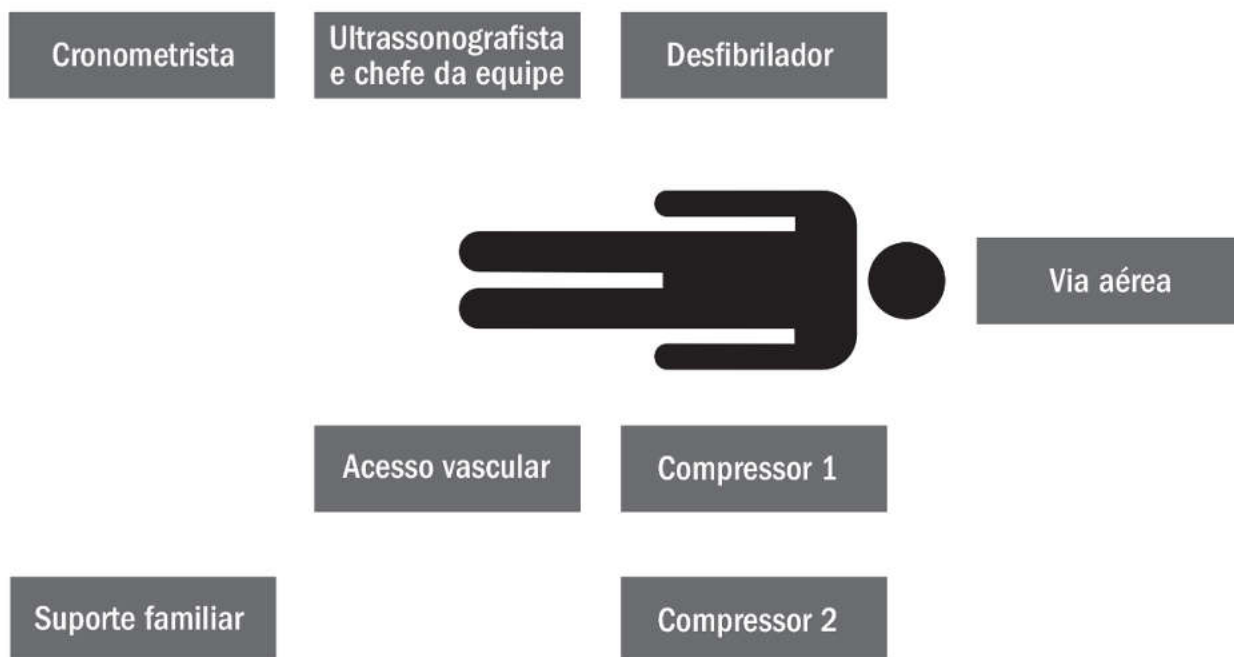 Cronometrista
Ultrassonografista
e chefe da equipe
Desfibrilador
Via aérea
Acesso vascular
Compressor 1
Suporte familiar
Compressor 2